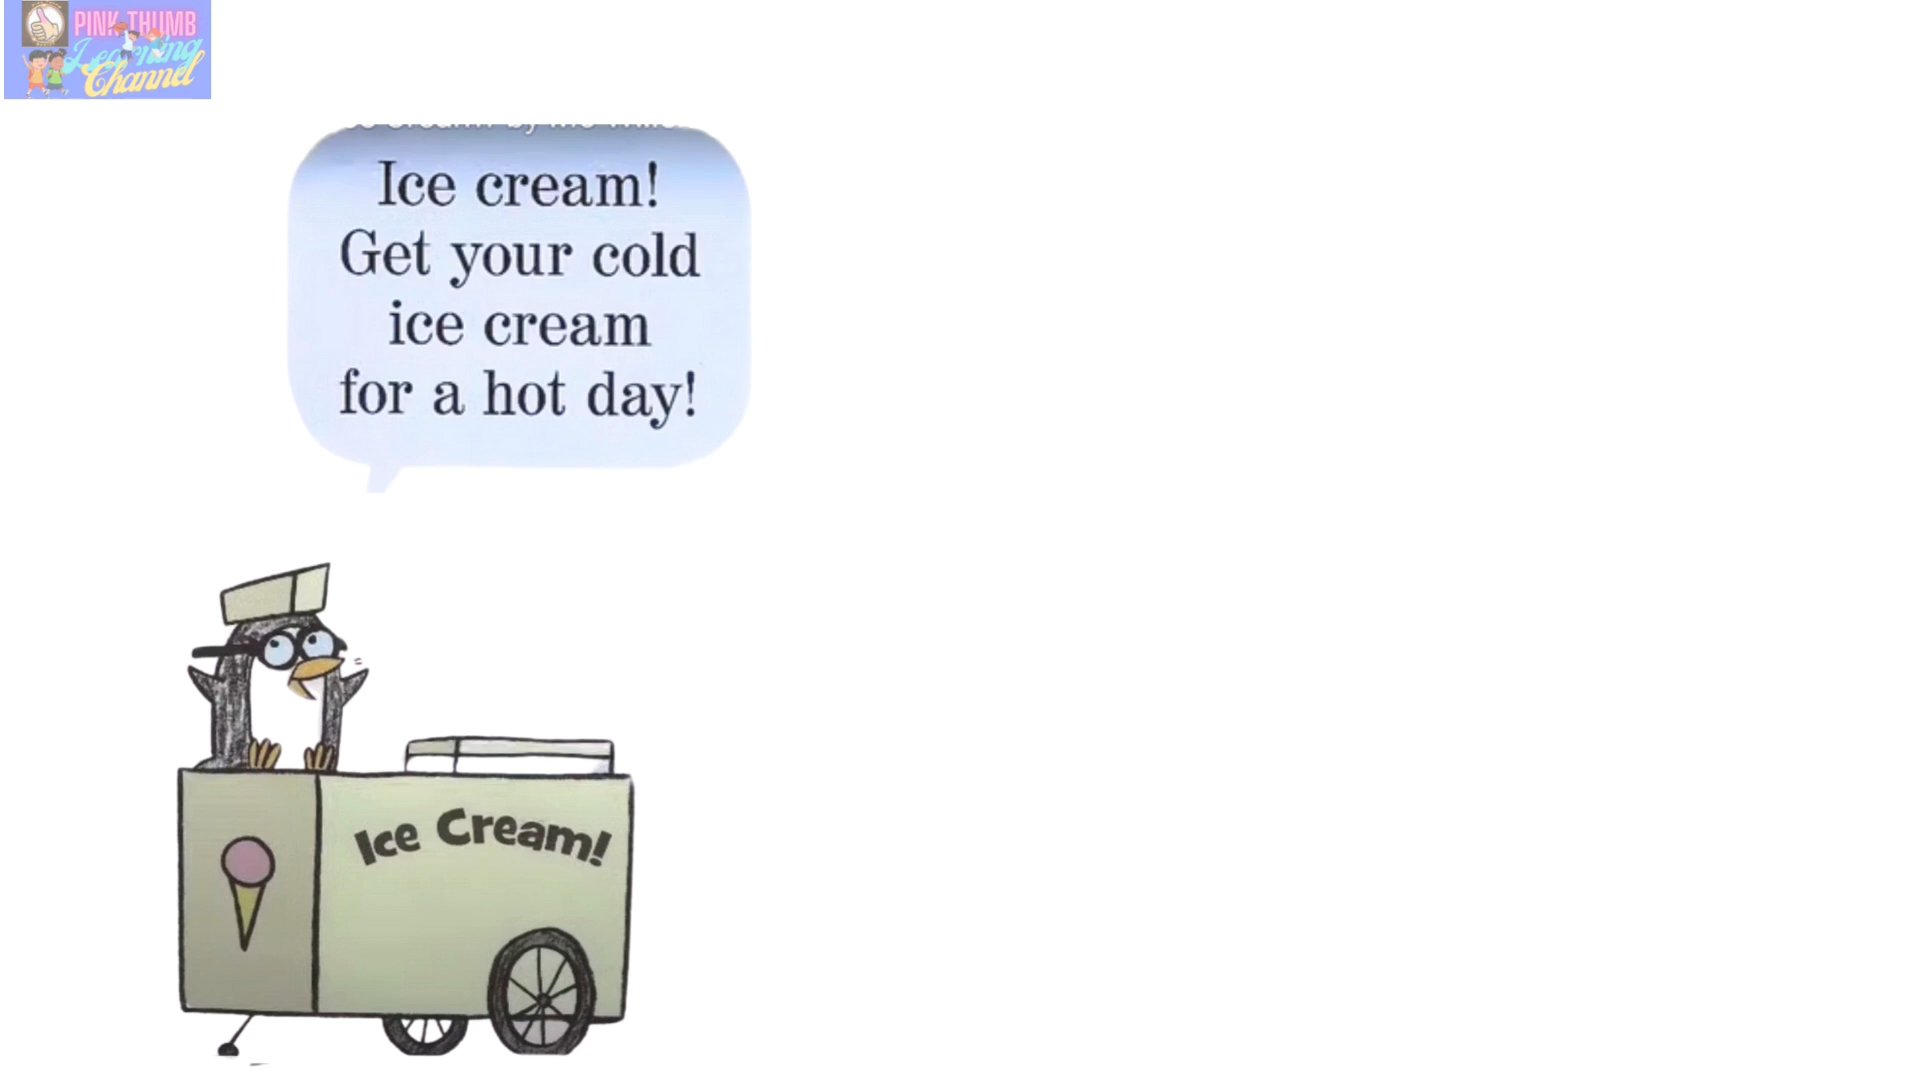 PINK THUMB
Learning
Channel
Ice cream!
Get your cold
ice cream
for a hot day!
Ice Cream!